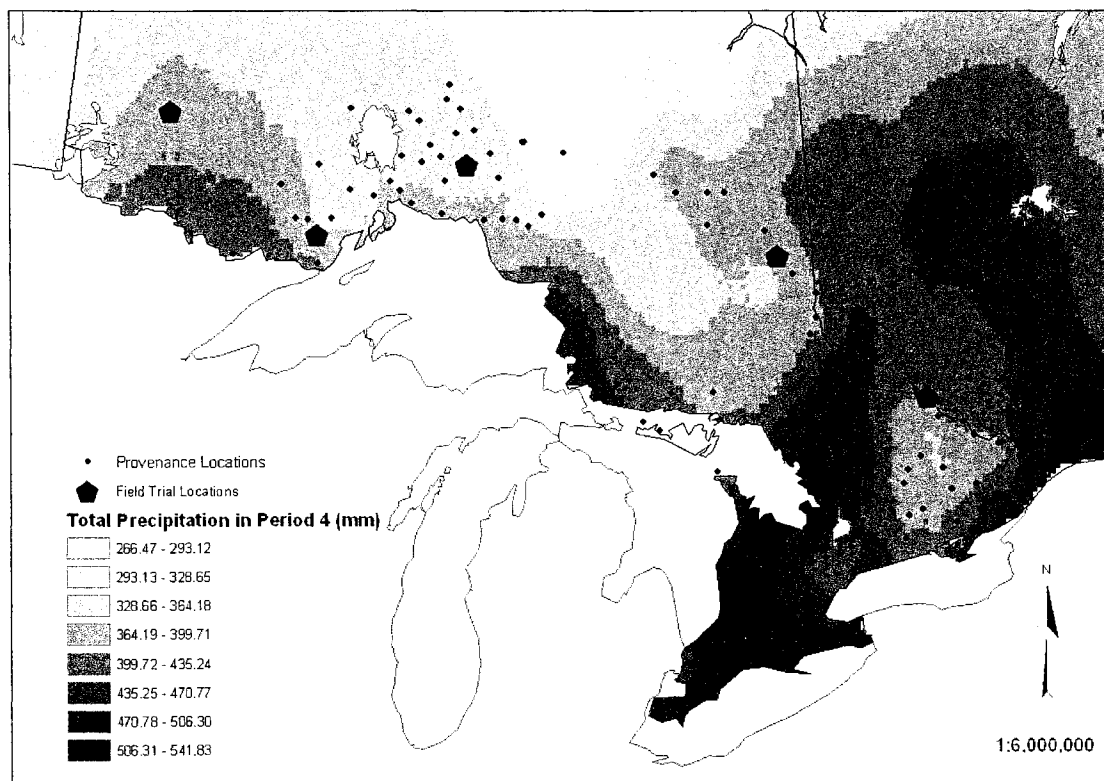 Provenance Locations
Field Trial Locations
Total Precipitation in Period 4 (mm)
266.47 - 293.12
293.13 - 328.65
328.66 - 364.18
364.19 - 399.71
399.72 - 435.24
435.25 - 470.77
470.78 - 506.30
506.31 - 541.83
N
1:6,000,000